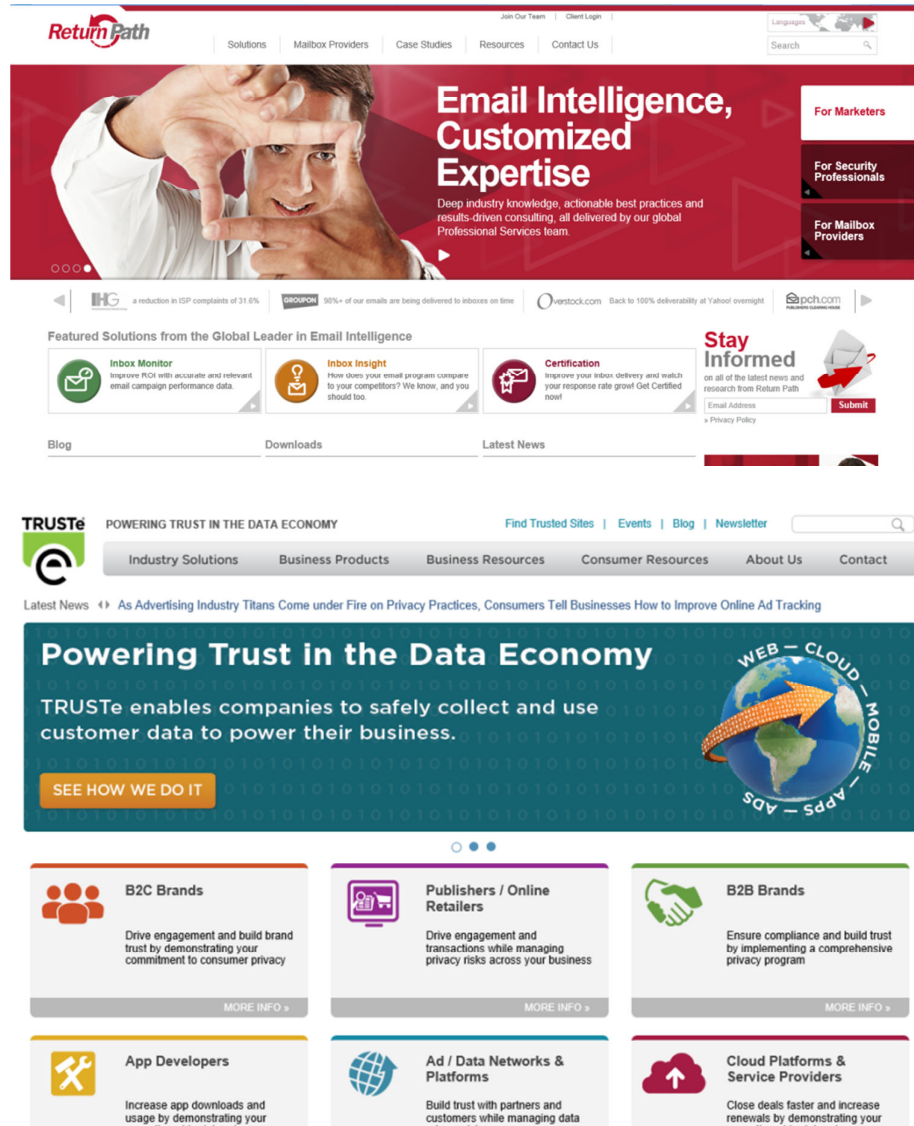 Join Our Team | Client Login |
Languages
Return Path
Solutions Mailbox Providers Case Studies Resources Contact Us
Search
Email Intelligence,
Customized
Expertise
Deep industry knowledge, actionable best practices and
results-driven consulting, all delivered by our global
Professional Services team.
For Marketers
For Security
Professionals
For Mailbox
Providers
IHG a reduction in ISP complaints of 31.6% GROUPON 98%+ of our emails are being delivered to inboxes on time Overstock.com Back to 100% deliverability at Yahoo! overnight pch.com
PUBLISHERS CLEARING HOUSE
Featured Solutions from the Global Leader in Email Intelligence
Inbox Monitor
Improve ROI with accurate and relevant
email campaign performance data.
Inbox Insight
How does your email program compare
to your competitors? We know, and you
should too.
Certification
Improve your inbox delivery and watch
your response rate grow! Get Certified
now!
Stay
Informed
on all of the latest news and
research from Return Path
Email Address Submit
» Privacy Policy
Blog Downloads Latest News
TRUSTe POWERING TRUST IN THE DATA ECONOMY Find Trusted Sites | Events | Blog | Newsletter
Industry Solutions Business Products Business Resources Consumer Resources About Us Contact
Latest News As Advertising Industry Titans Come under Fire on Privacy Practices, Consumers Tell Businesses How to Improve Online Ad Tracking
Powering Trust in the Data Economy
TRUSTe enables companies to safely collect and use
customer data to power their business.
SEE HOW WE DO IT
WEB – CLOUD – MOBILE – APPS – ADS
B2C Brands
Drive engagement and build brand
trust by demonstrating your
commitment to consumer privacy
MORE INFO »
Publishers / Online
Retailers
Drive engagement and
transactions while managing
privacy risks across your business
MORE INFO »
B2B Brands
Ensure compliance and build trust
by implementing a comprehensive
privacy program
MORE INFO »
App Developers
Increase app downloads and
usage by demonstrating your
Ad / Data Networks &
Platforms
Build trust with partners and
customers while managing data
Cloud Platforms &
Service Providers
Close deals faster and increase
renewals by demonstrating your